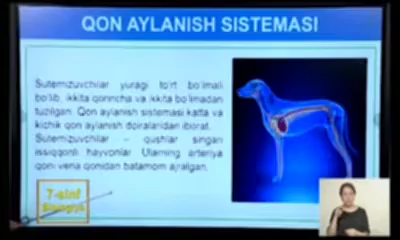 QON AYLANISH SISTEMASI
Sutemizuvchilar yuragi to'rt bo'lmali
bo'lib, ikkita qorincha va ikkita bo'lmadan
tuzilgan. Qon aylanish sistemasi katta va
kichik qon aylanish doiralaridan iborat.
Sutemizuvchilar - qushlar singari
issiqqonli hayvonlar. Ularning arteriya
qoni vena qonidan batamom ajralgan.
7-sinf
Biologiya